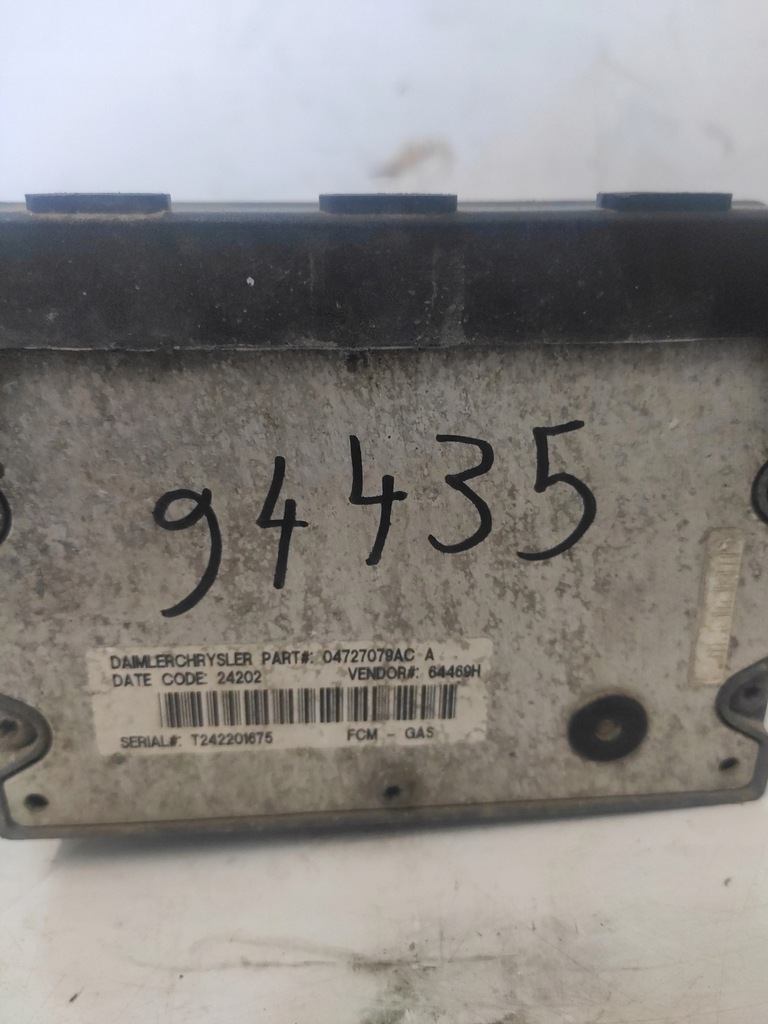 94435
DAIMLERCHRYSLER PART#: 04727079AC A
DATE CODE: 24202 VENDOR#: 64469H
SERIAL#: T242201675 FCM - GAS